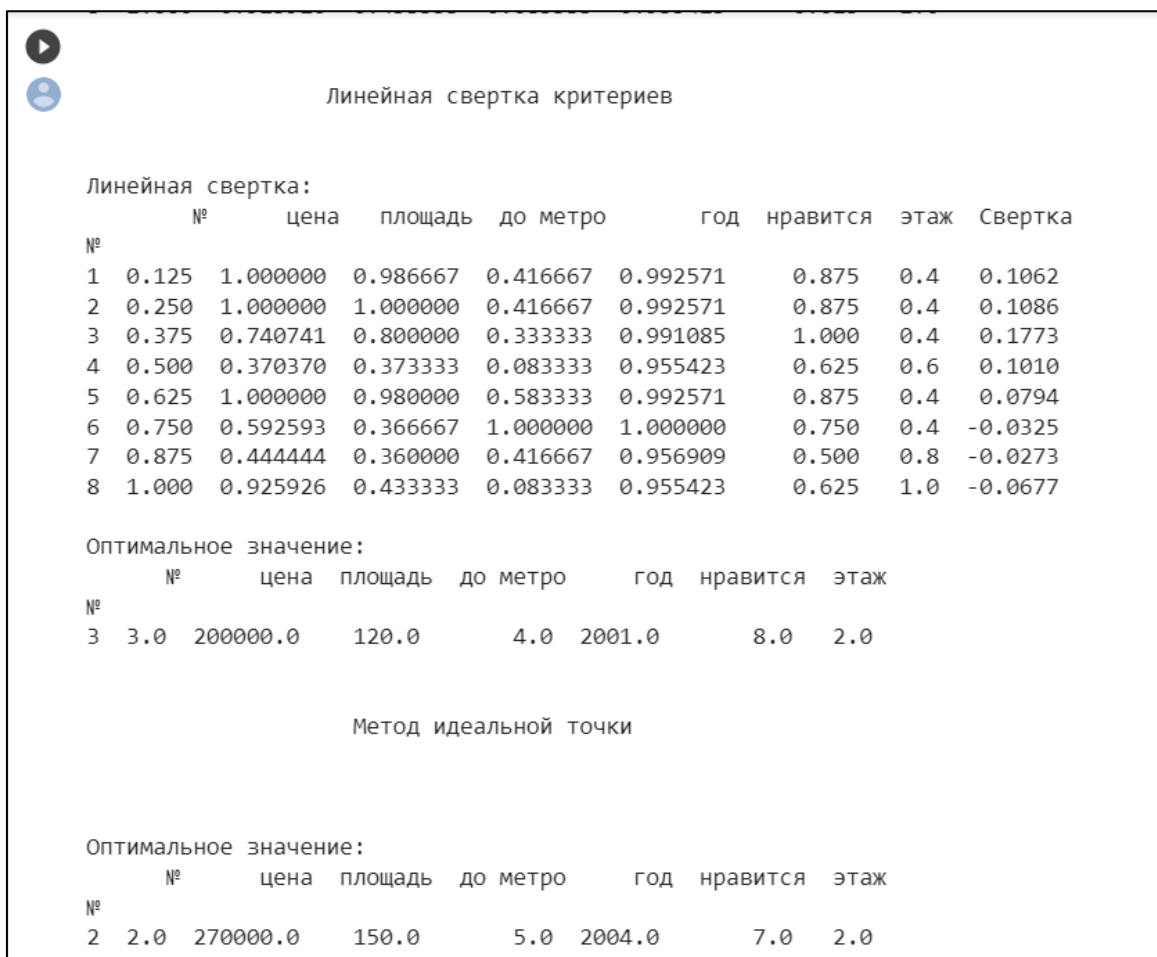 Линейная свертка критериев
Линейная свертка:
№ цена площадь до метро год нравится этаж Свертка
№
1 0.125 1.000000 0.986667 0.416667 0.992571 0.875 0.4 0.1062
2 0.250 1.000000 1.000000 0.416667 0.992571 0.875 0.4 0.1086
3 0.375 0.740741 0.800000 0.333333 0.991085 1.000 0.4 0.1773
4 0.500 0.370370 0.373333 0.083333 0.955423 0.625 0.6 0.1010
5 0.625 1.000000 0.980000 0.583333 0.992571 0.875 0.4 0.0794
6 0.750 0.592593 0.366667 1.000000 1.000000 0.750 0.4 -0.0325
7 0.875 0.444444 0.360000 0.416667 0.956909 0.500 0.8 -0.0273
8 1.000 0.925926 0.433333 0.083333 0.955423 0.625 1.0 -0.0677
Оптимальное значение:
№ цена площадь до метро год нравится этаж
№
3 3.0 200000.0 120.0 4.0 2001.0 8.0 2.0
Метод идеальной точки
Оптимальное значение:
№ цена площадь до метро год нравится этаж
№
2 2.0 270000.0 150.0 5.0 2004.0 7.0 2.0